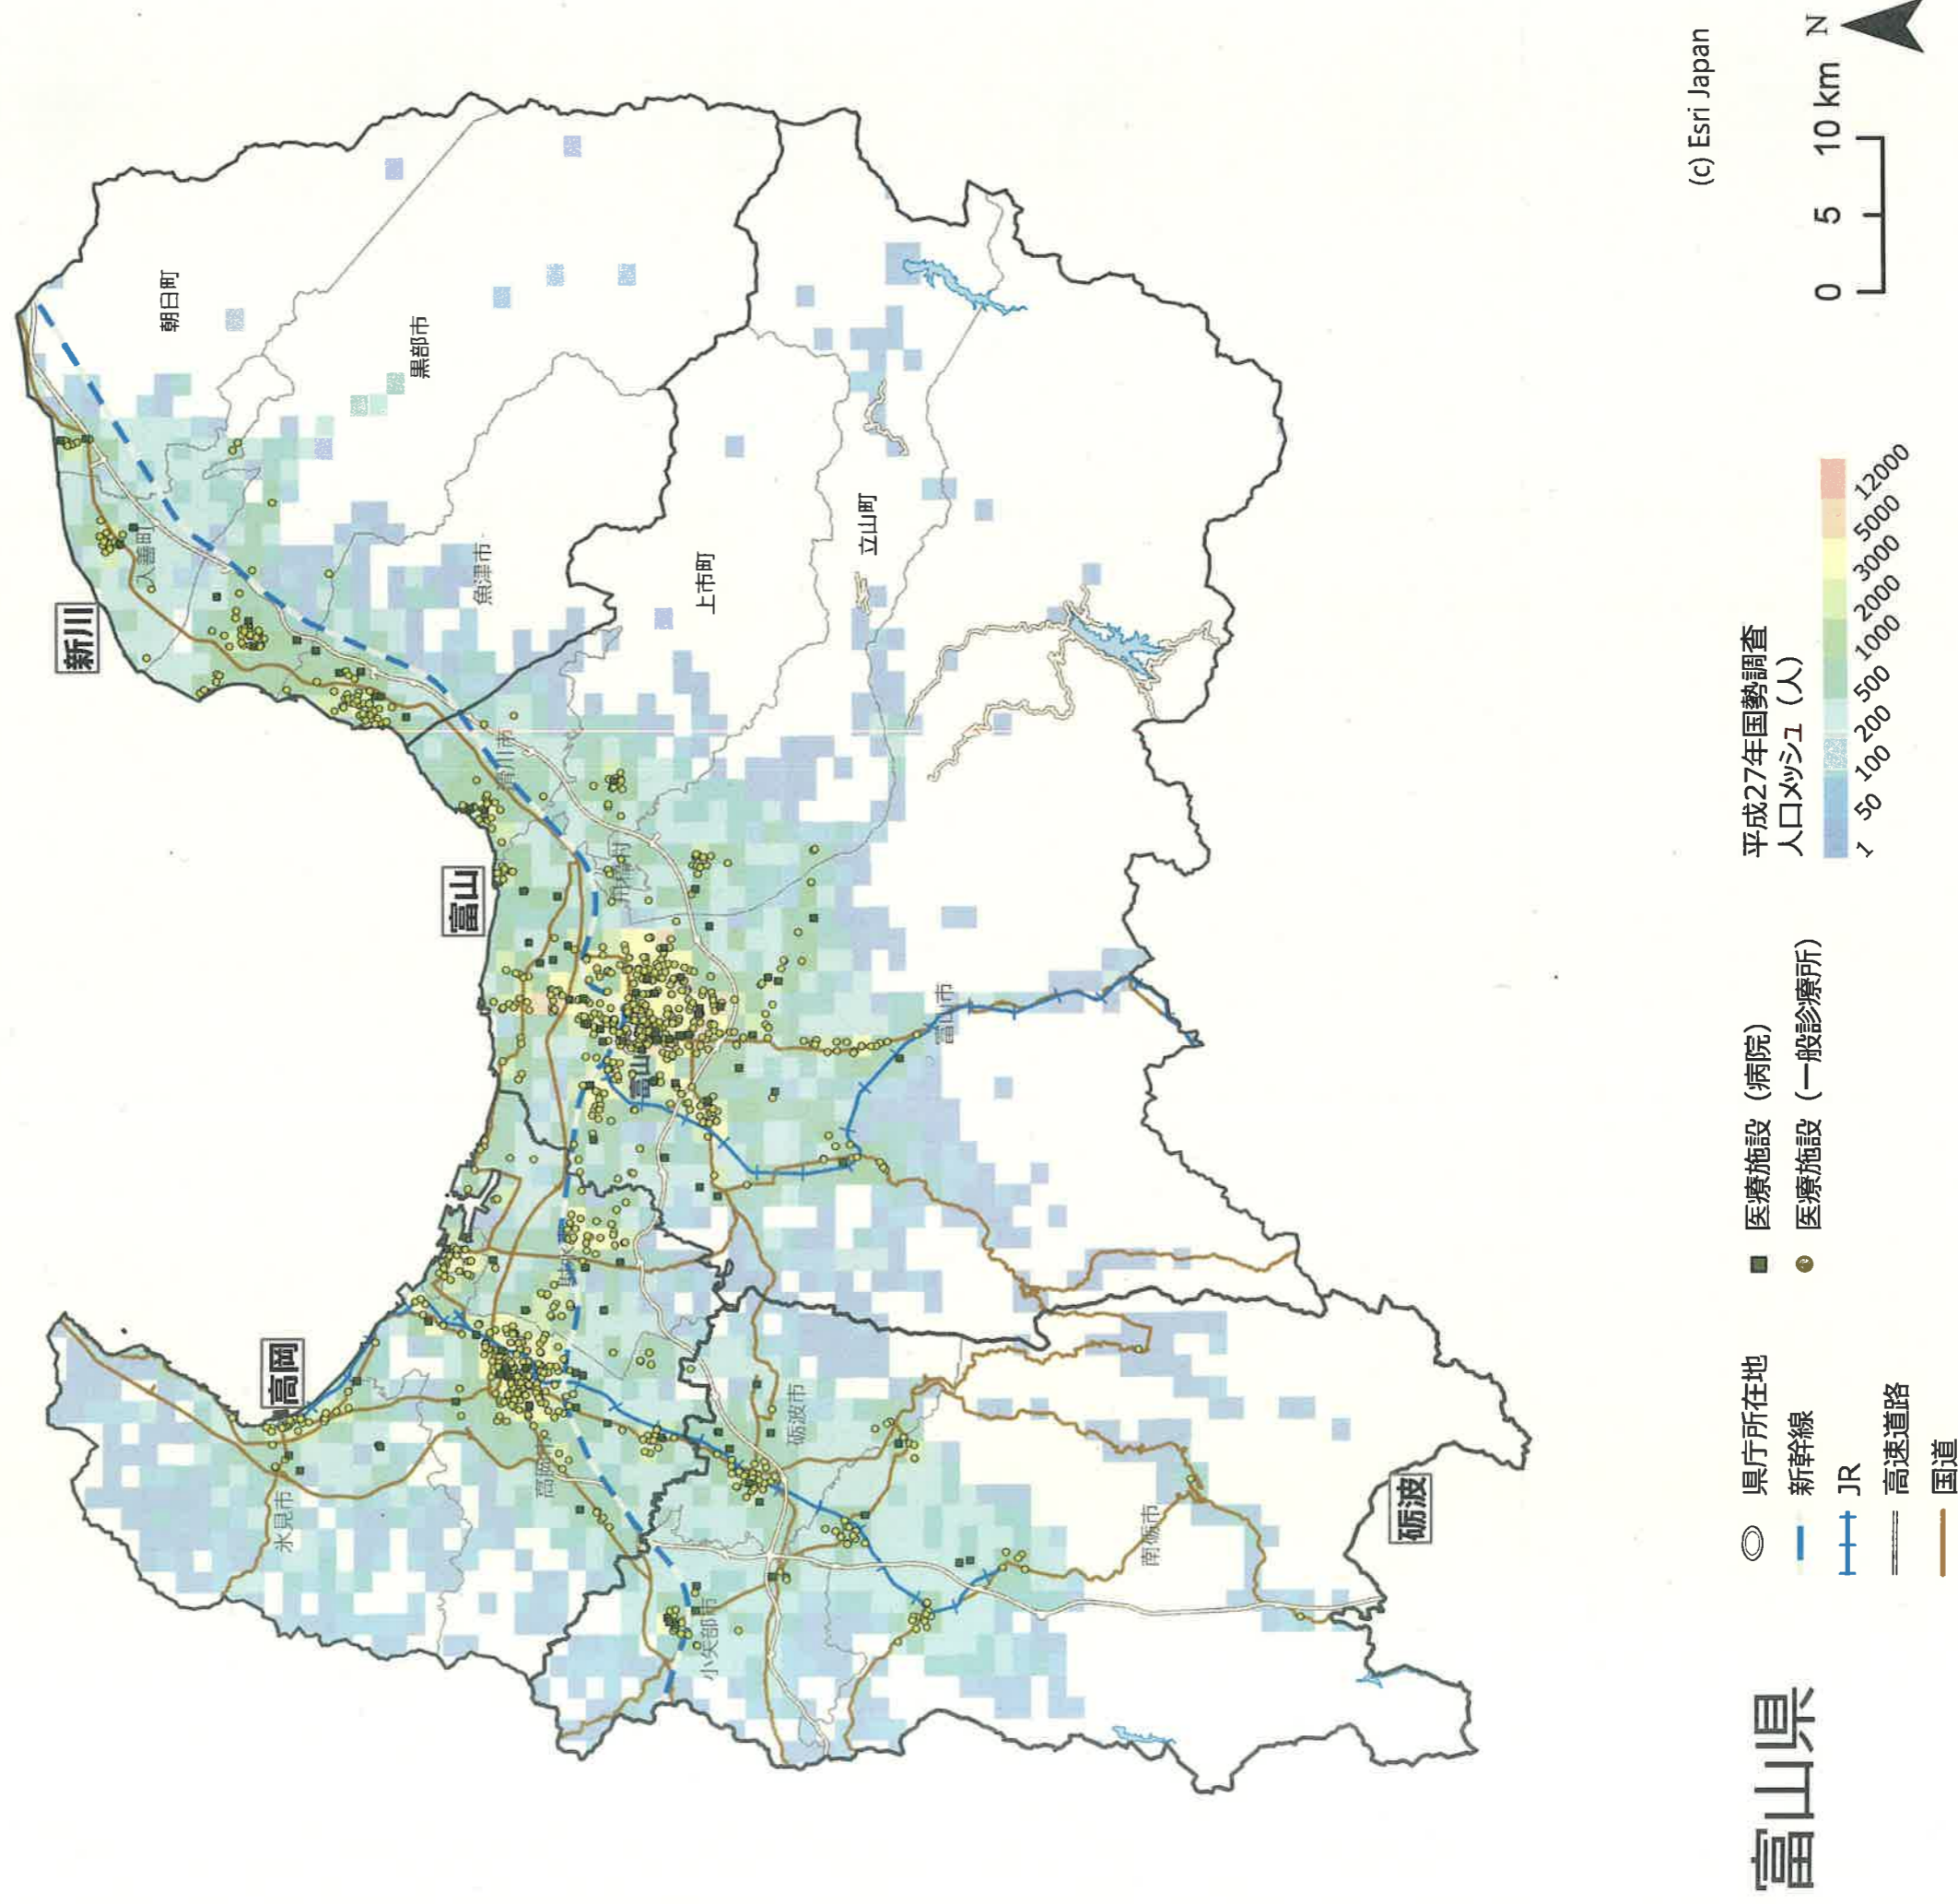 富山県
新川
朝日町
入善町
黒部市
魚津市
富山
滑川市
上市町
舟橋村
立山町
富山
富山市
高岡
氷見市
高岡市
射水市
砺波市
小矢部市
南砺市
砺波
県庁所在地
新幹線
JR
高速道路
国道
医療施設（病院）
医療施設（一般診療所）
平成27年国勢調査
人口メッシュ（人）
1 50 100 200 500 1000 2000 3000 5000 12000
0 5 10 km
N
(c) Esri Japan